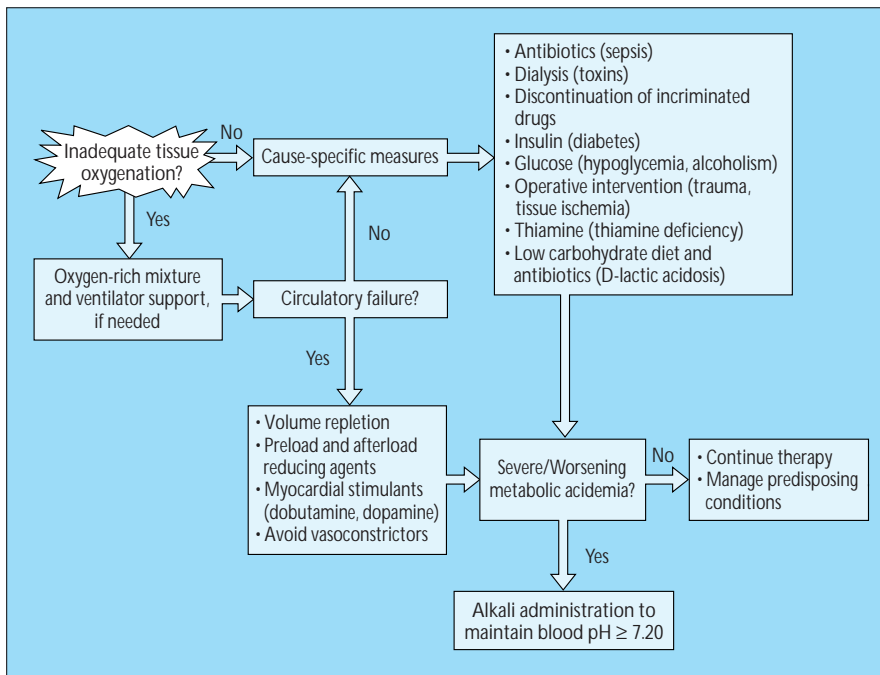 Inadequate tissue
oxygenation?
No
Cause-specific measures
• Antibiotics (sepsis)
• Dialysis (toxins)
• Discontinuation of incriminated
drugs
• Insulin (diabetes)
• Glucose (hypoglycemia, alcoholism)
• Operative intervention (trauma,
tissue ischemia)
• Thiamine (thiamine deficiency)
• Low carbohydrate diet and
antibiotics (D-lactic acidosis)
Yes
No
Oxygen-rich mixture
and ventilator support,
if needed
Circulatory failure?
Yes
• Volume repletion
• Preload and afterload
reducing agents
• Myocardial stimulants
(dobutamine, dopamine)
• Avoid vasoconstrictors
Severe/Worsening
metabolic acidemia?
No
• Continue therapy
• Manage predisposing
conditions
Yes
Alkali administration to
maintain blood pH ≥ 7.20